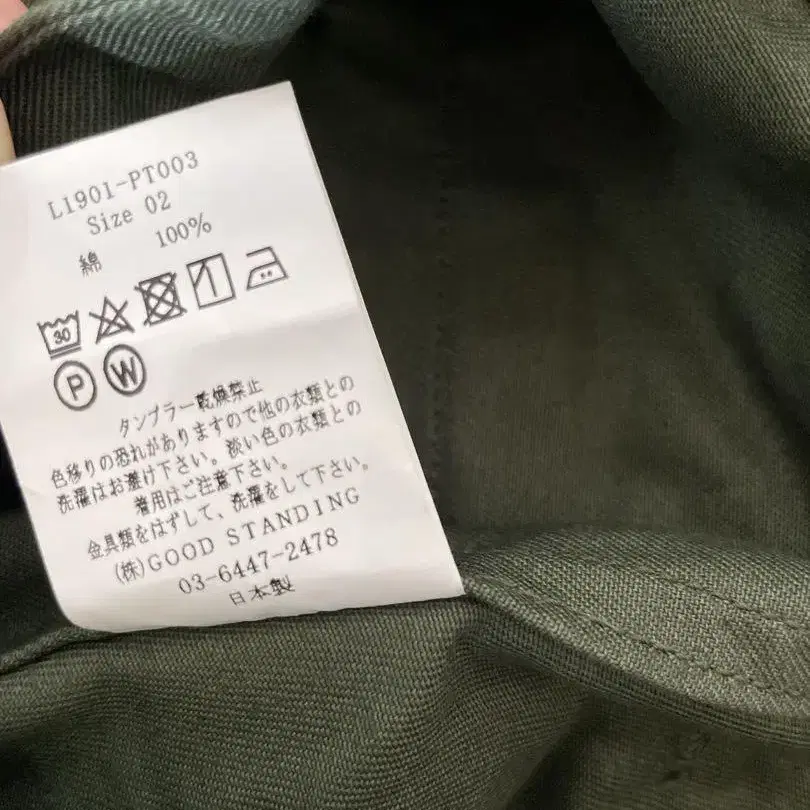 L1901-PT003
Size 02
綿 100%
30
P W
タンブラー乾燥禁止
色移りの恐れがありますので他の衣類との
洗濯はお避け下さい。淡い色の衣類との
着用はご注意下さい。
金具類をはずして、洗濯をして下さい。
(株)GOOD STANDING
03-6447-2478
日本製